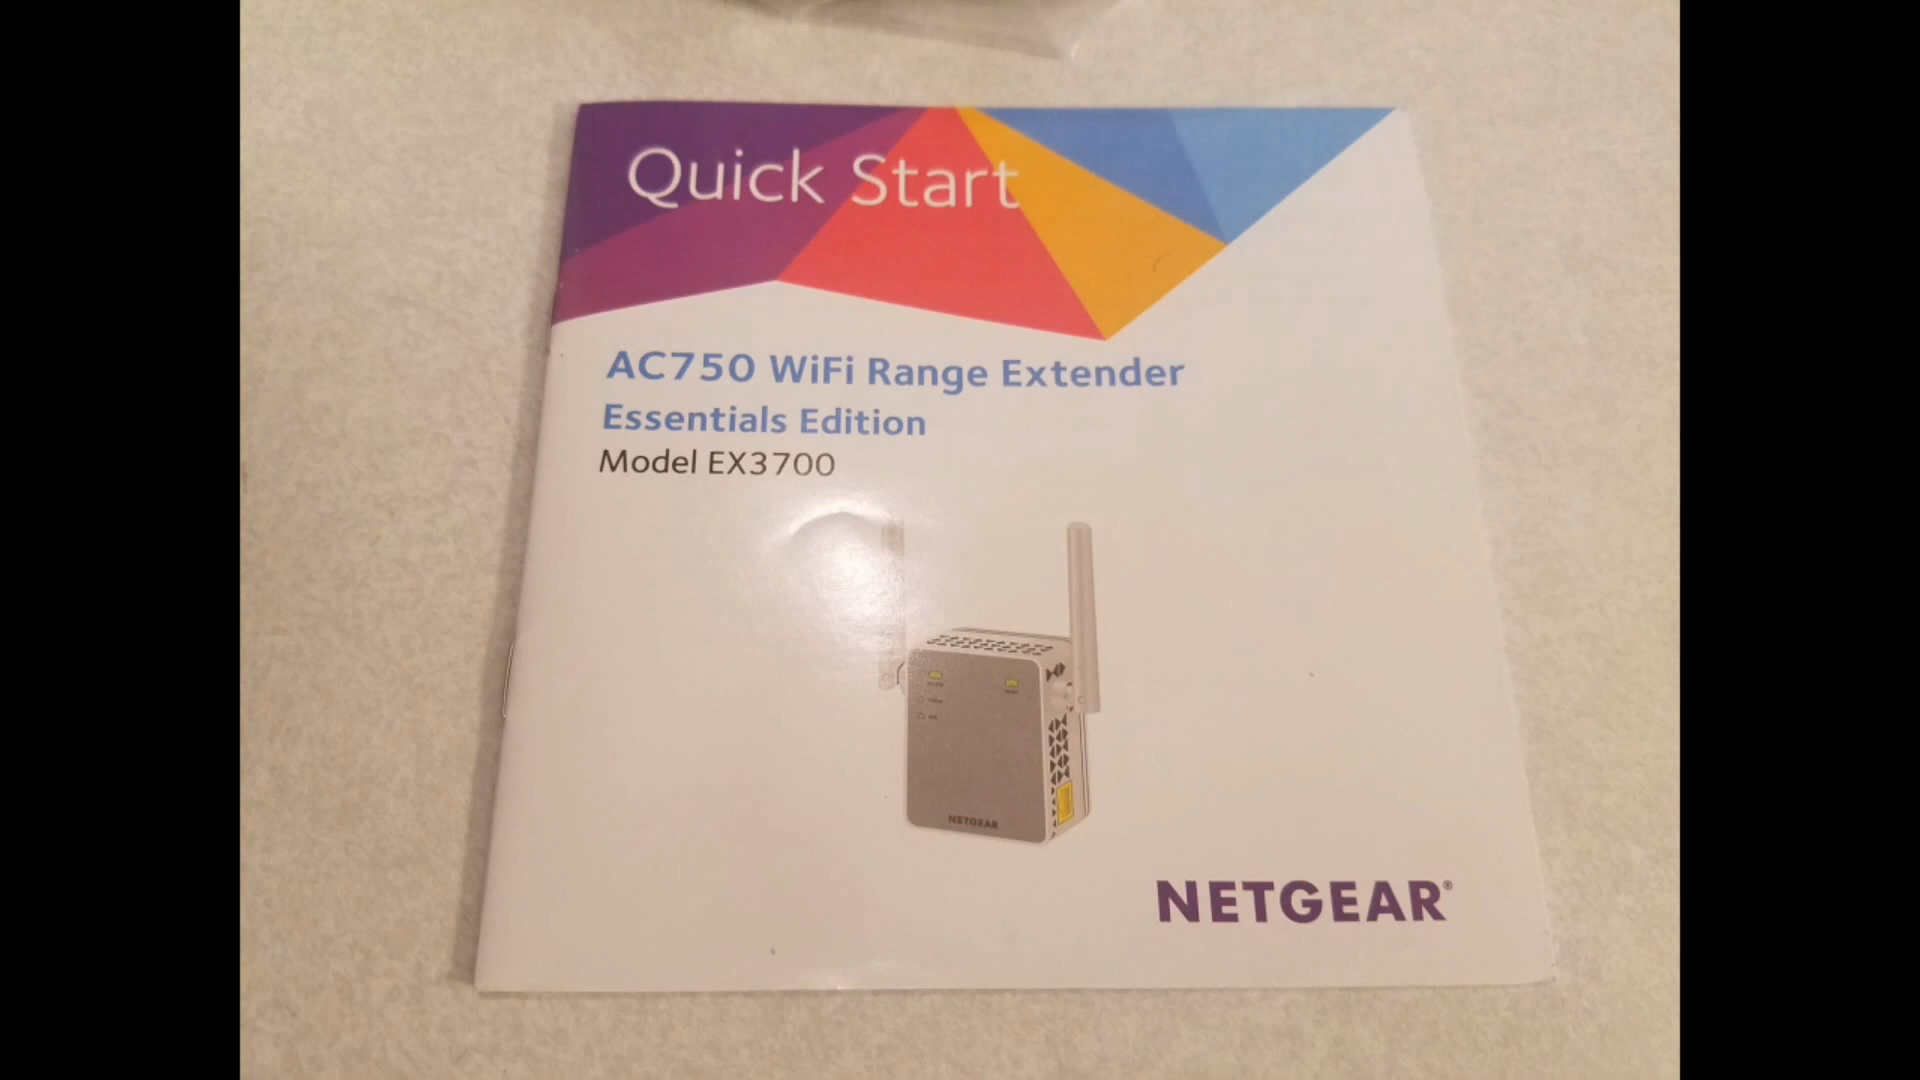 Quick Start
AC750 WiFi Range Extender
Essentials Edition
Model EX3700
NETGEAR
NETGEAR®